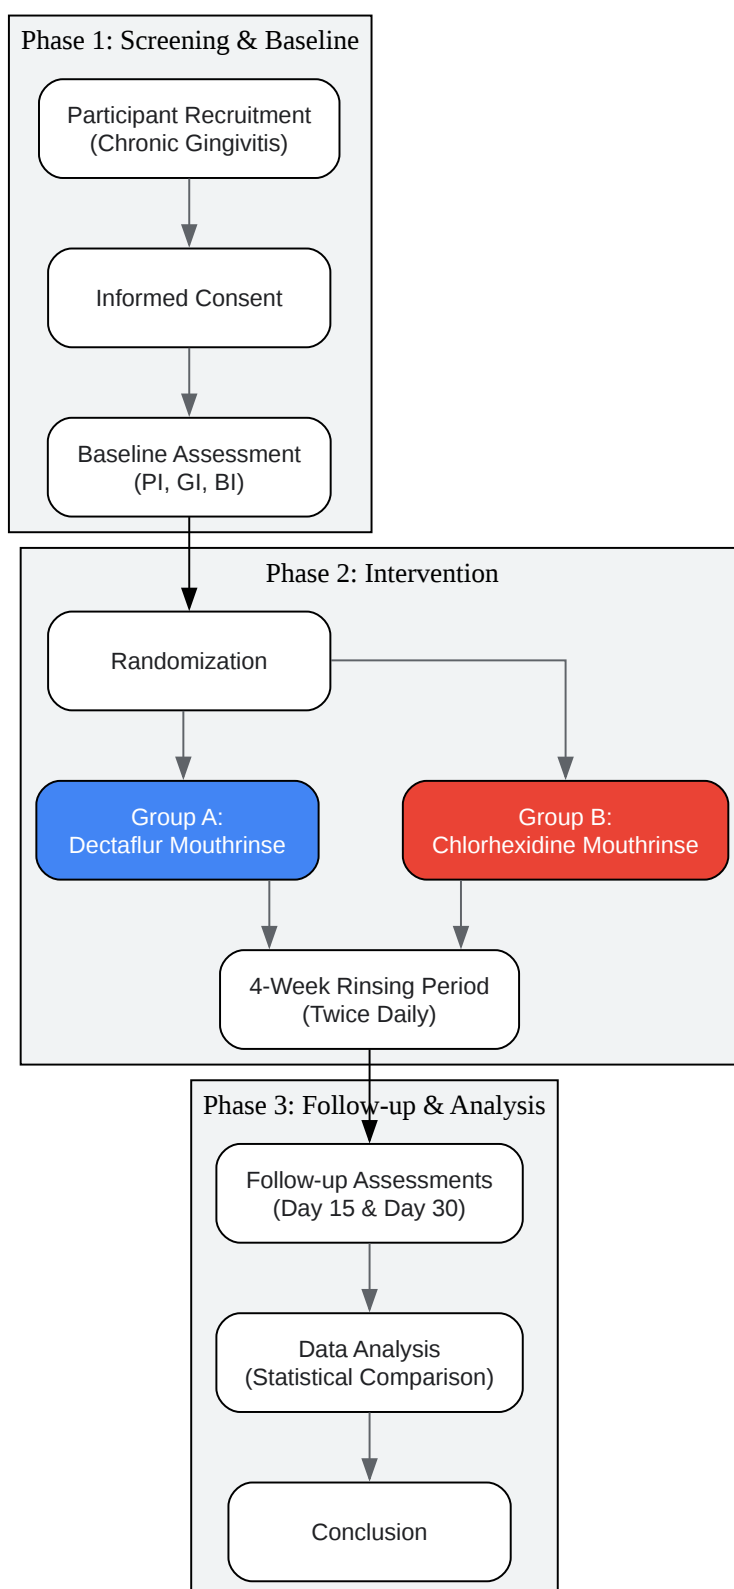 Phase 1: Screening & Baseline
Participant Recruitment
(Chronic Gingivitis)
Informed Consent
Baseline Assessment
(PI, GI, BI)
Phase 2: Intervention
Randomization
Group A:
Dectaflur Mouthrinse
Group B:
Chlorhexidine Mouthrinse
4-Week Rinsing Period
(Twice Daily)
Phase 3: Follow-up & Analysis
Follow-up Assessments
(Day 15 & Day 30)
Data Analysis
(Statistical Comparison)
Conclusion